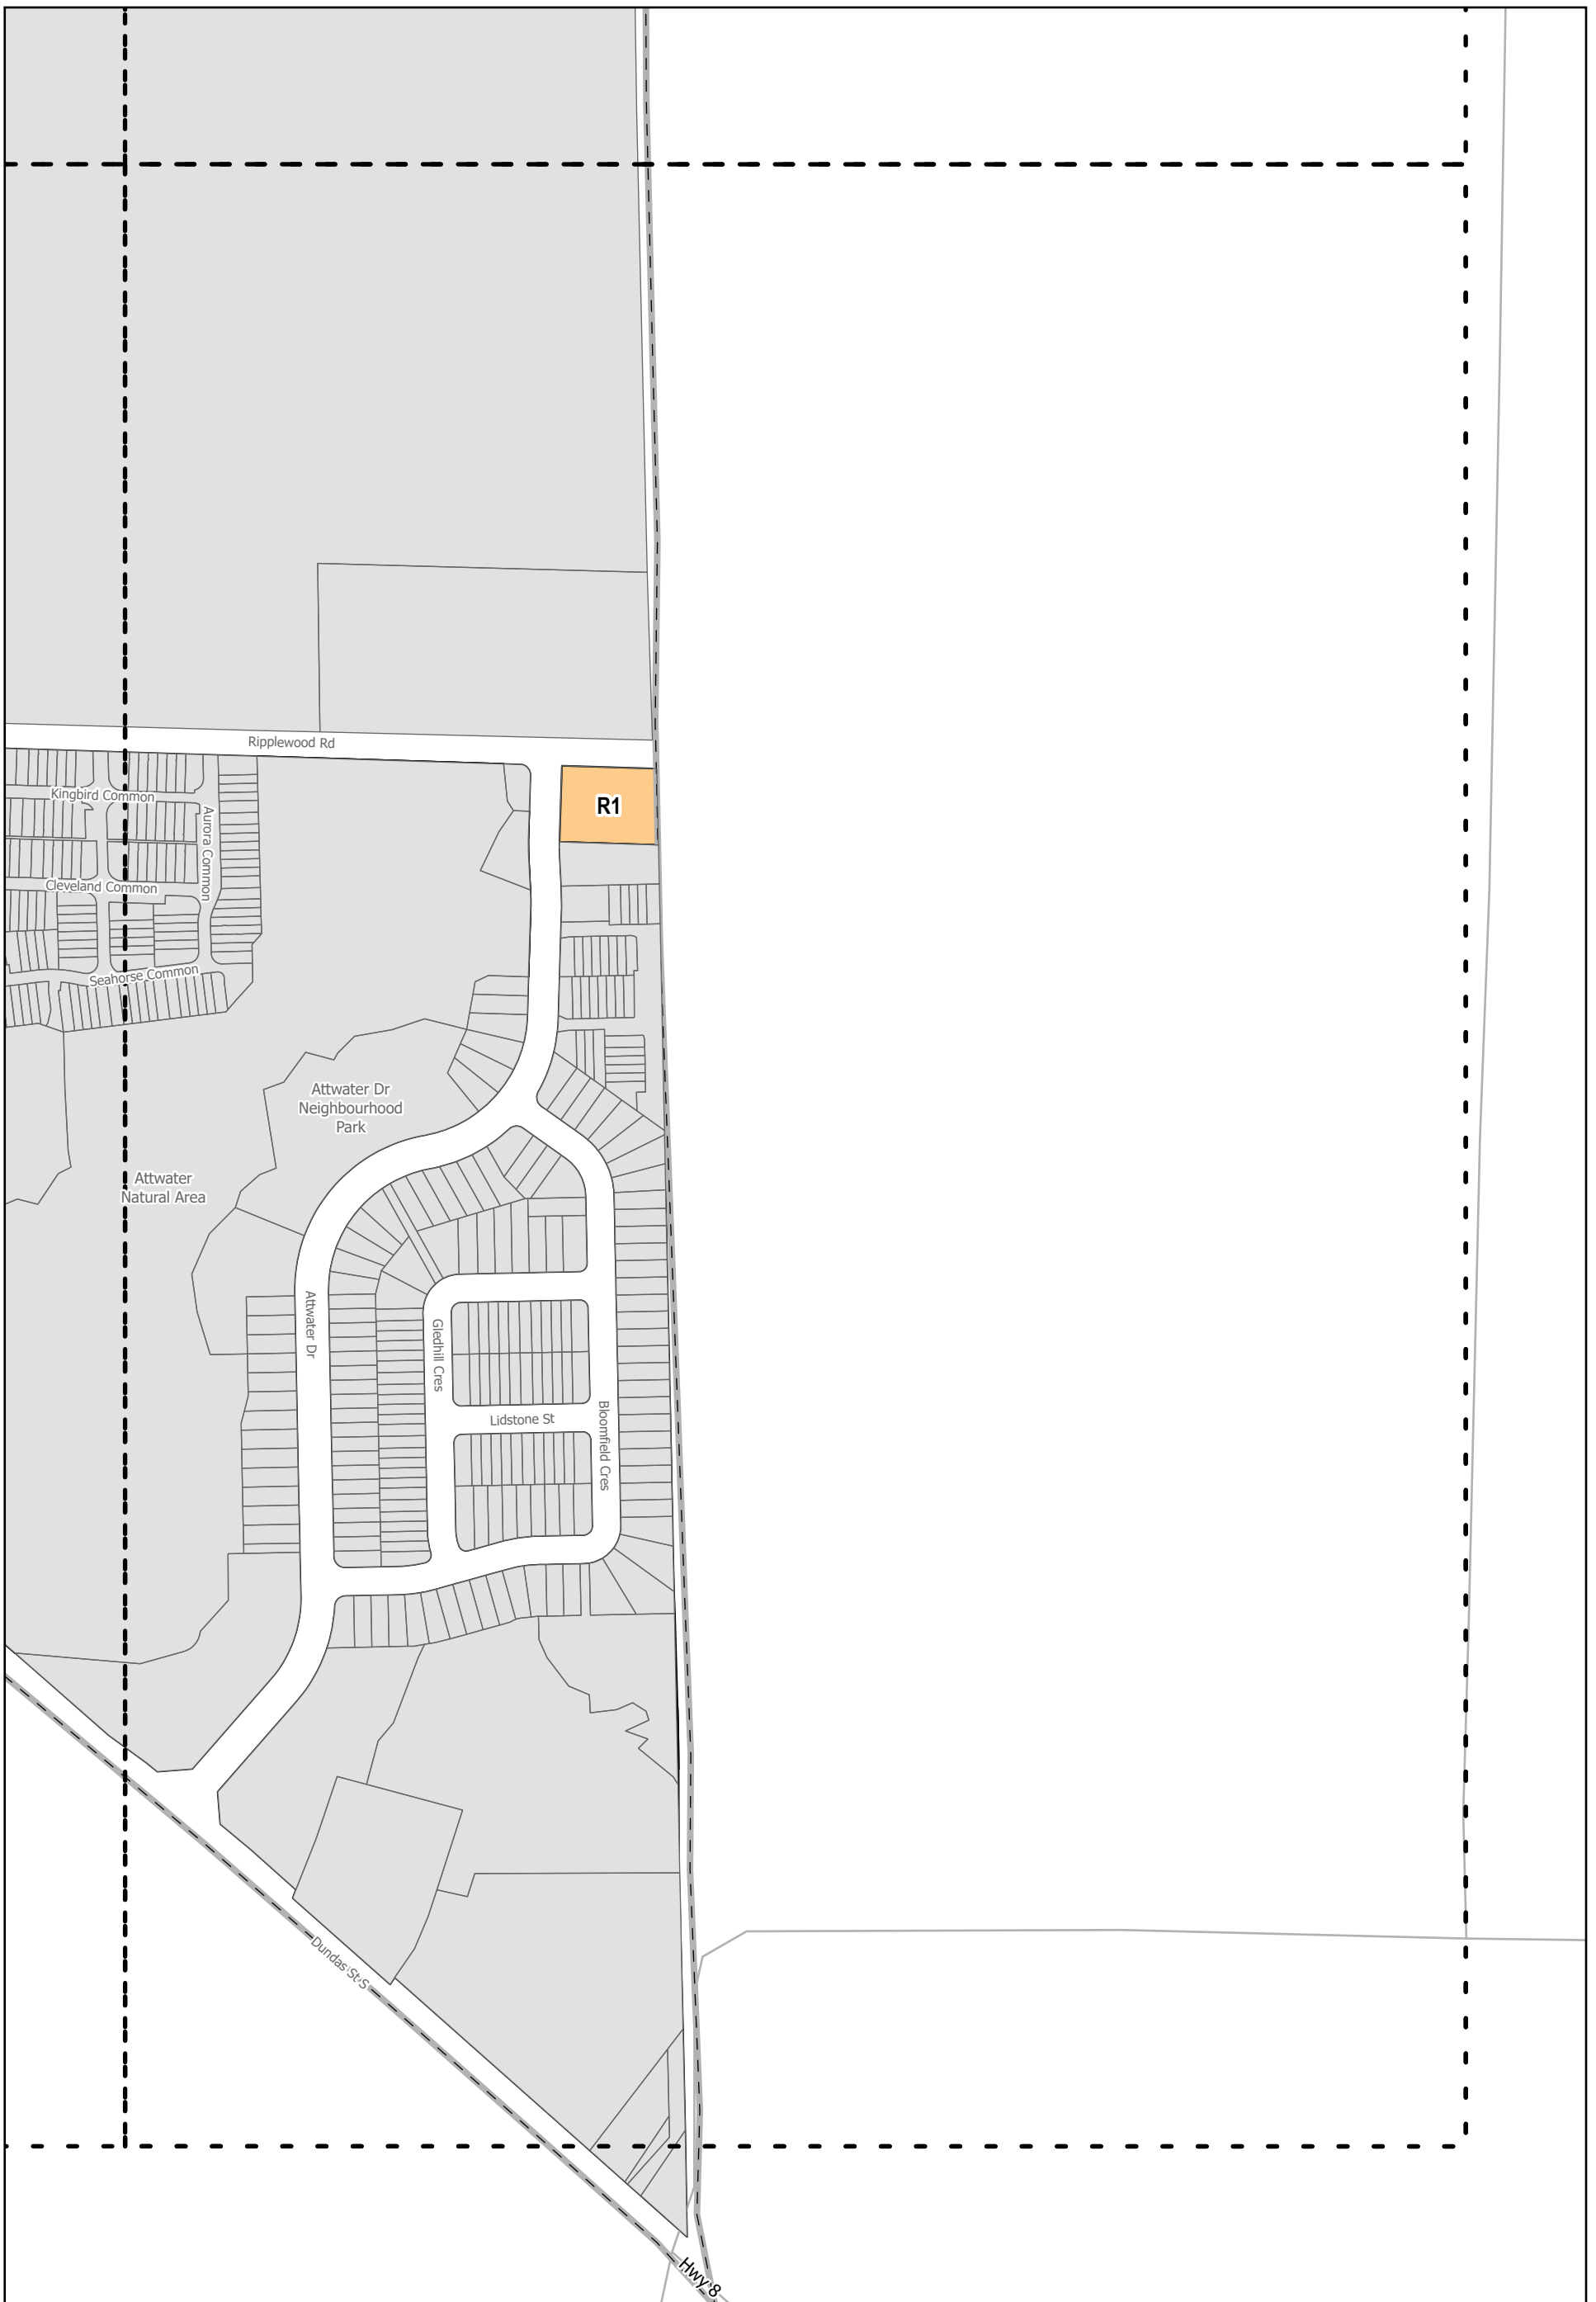 Ripplewood Rd
Kingbird Common
R1
Aurora Common
Cleveland Common
Seahorse Common
Attwater Dr
Neighbourhood
Park
Attwater
Natural Area
Attwater Dr
Gledhill Cres
Lidstone St
Bloomfield Cres
Dundas St S
Hwy 8